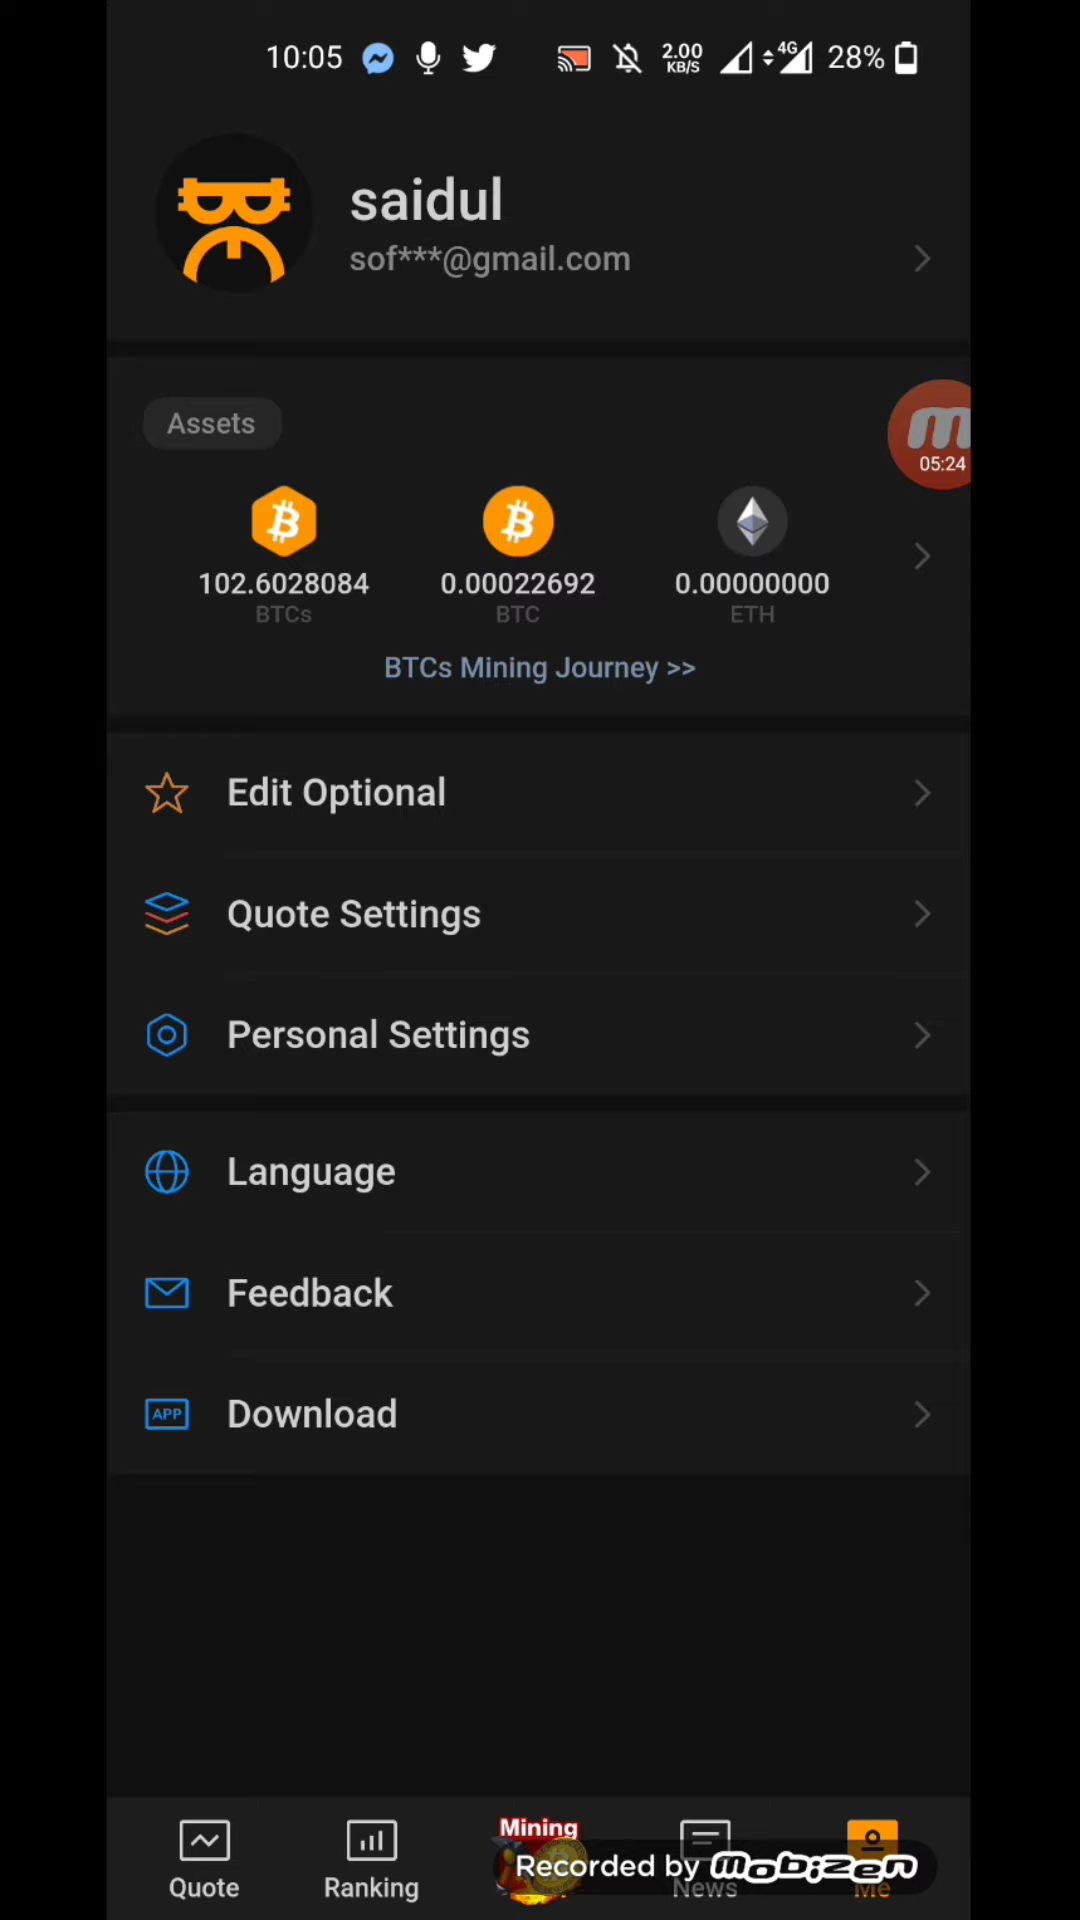 10:05 2.00 KB/S 4G 28%
saidul
sof***@gmail.com
Assets
m
05:24
102.6028084 0.00022692 0.00000000
BTCs BTC ETH
BTCs Mining Journey >>
Edit Optional
Quote Settings
Personal Settings
Language
Feedback
APP Download
Mining
Recorded by mobizen
Quote Ranking News Me